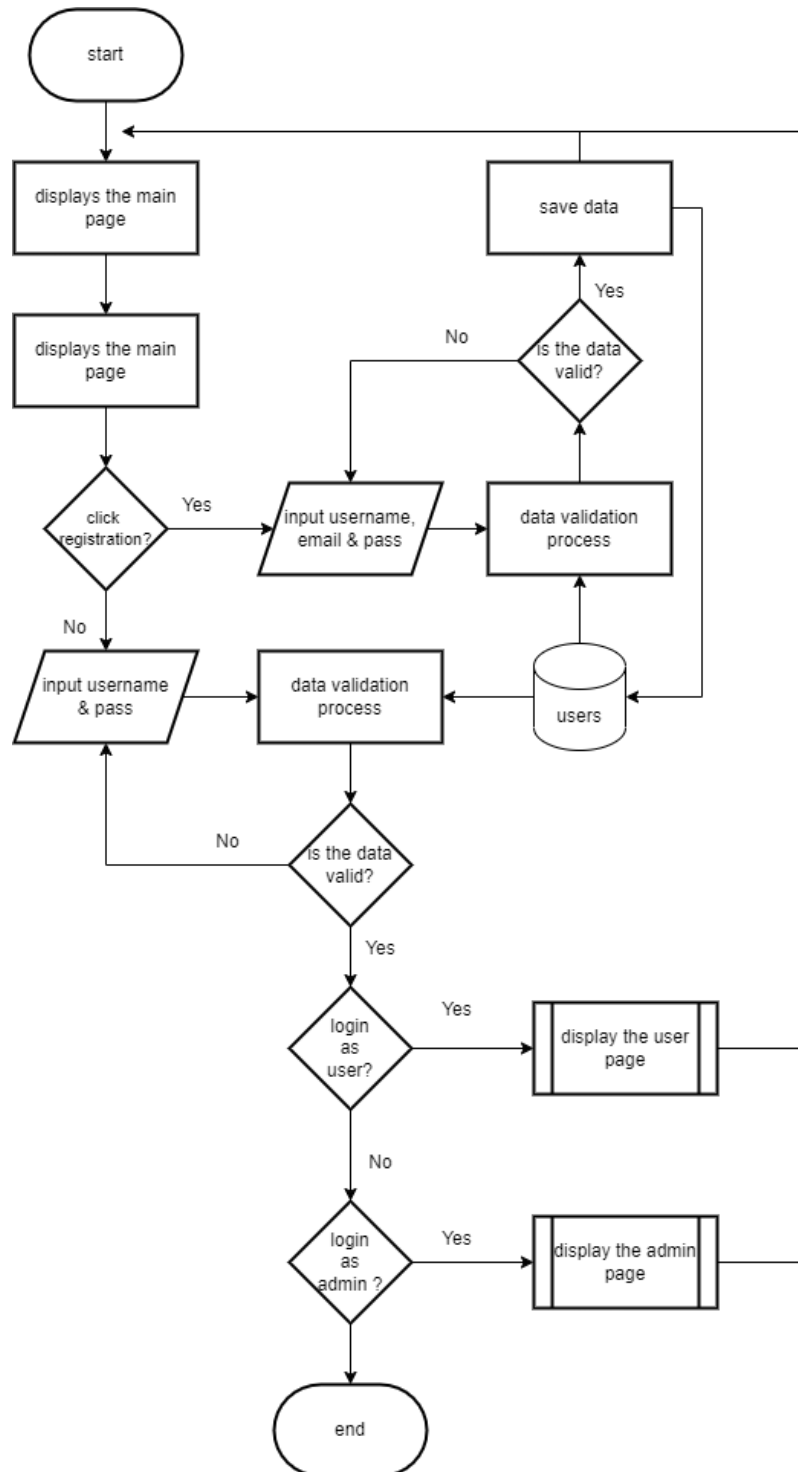 start
displays the main
page
save data
Yes
displays the main
page
No
is the data
valid?
click
registration?
Yes
input username,
email & pass
data validation
process
No
input username
& pass
data validation
process
users
No
is the data
valid?
Yes
login
as
user?
Yes
display the user
page
No
login
as
admin ?
Yes
display the admin
page
end